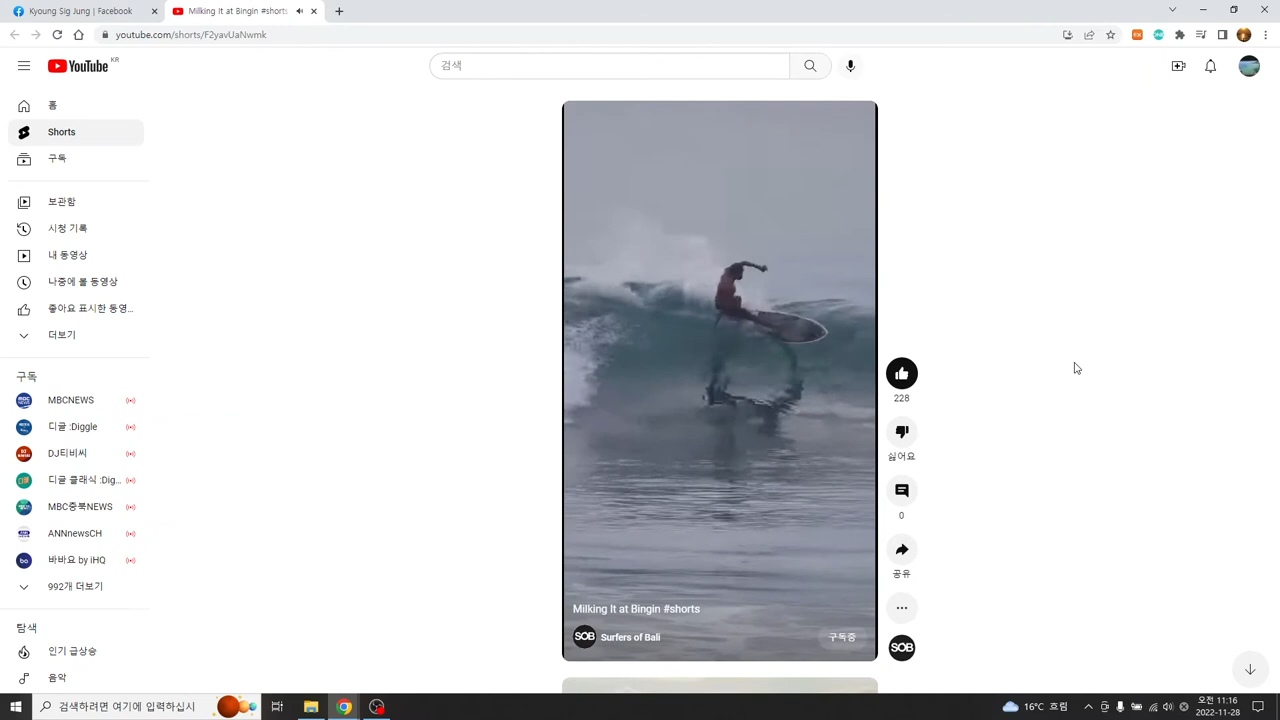 Kyoung Sig Jung | Facebook
Milking It at Bingin #shorts
youtube.com/shorts/F2yavUaNwmk
YouTube KR
검색
홈
Shorts
구독
보관함
시청 기록
내 동영상
나중에 볼 동영상
좋아요 표시한 동영...
더보기
구독
MBCNEWS
디글 :Diggle
DJ티비씨
디글 클래식 :Dig...
MBC충북NEWS
ANNnewsCH
바바요 by iHQ
992개 더보기
탐색
인기 급상승
음악
Milking It at Bingin #shorts
SOB Surfers of Bali
구독중
228
싫어요
0
공유
SOB
검색하려면 여기에 입력하십시
16°C 흐림
오전 11:16
2022-11-28